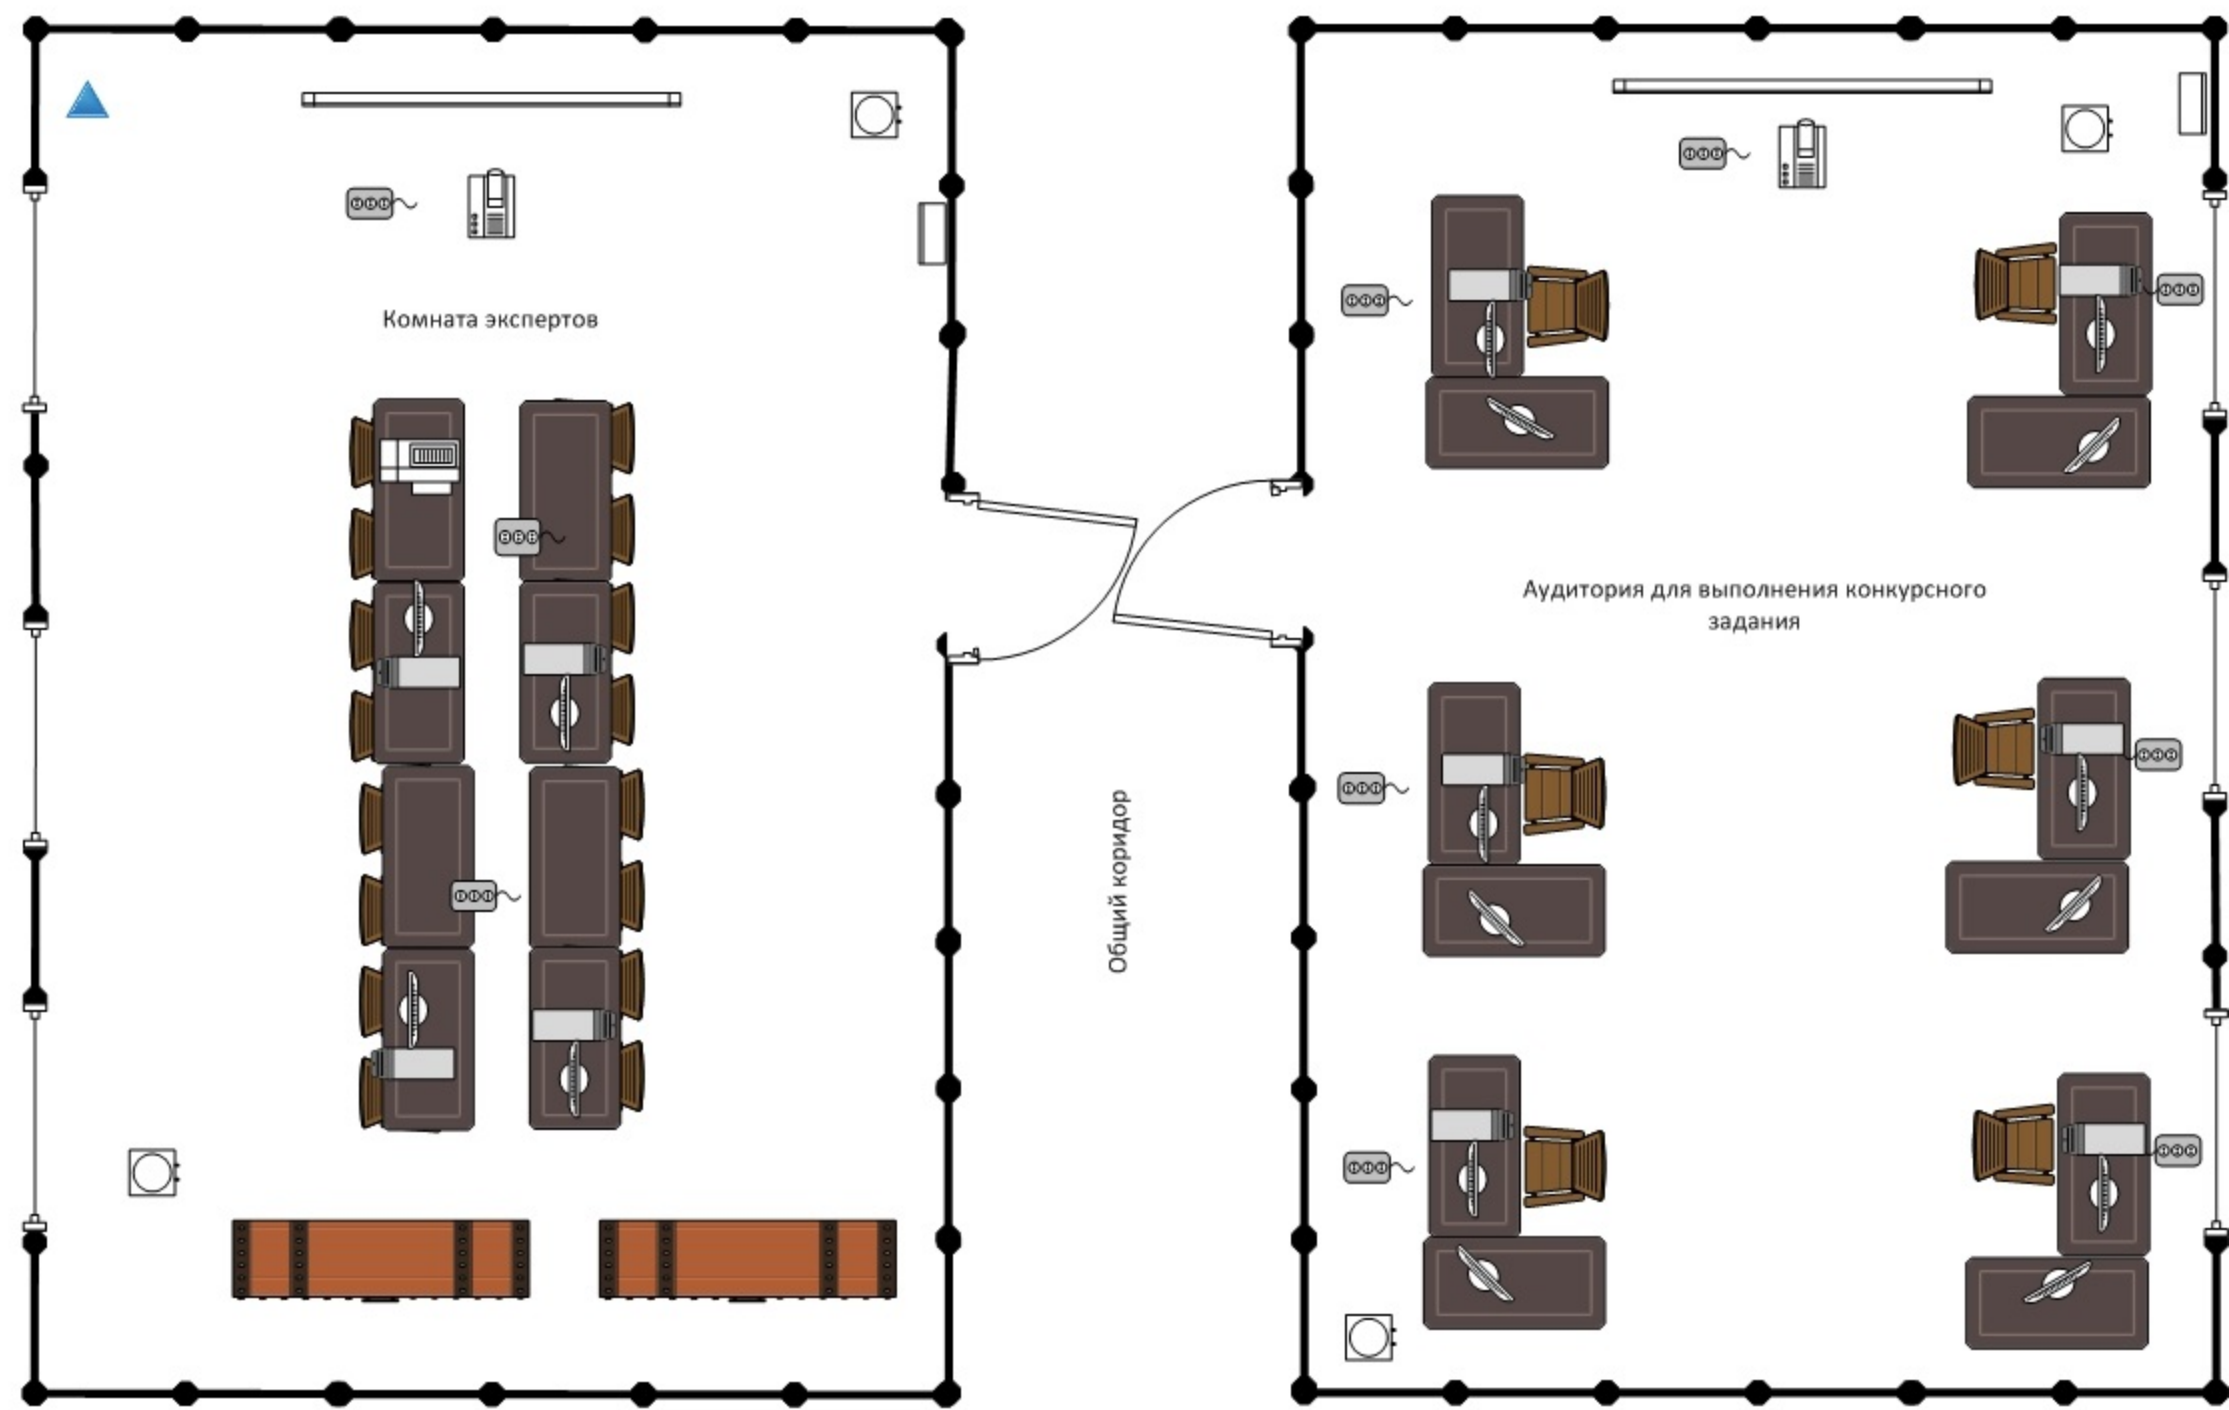 Комната экспертов
Аудитория для выполнения конкурсного
задания
Общий коридор